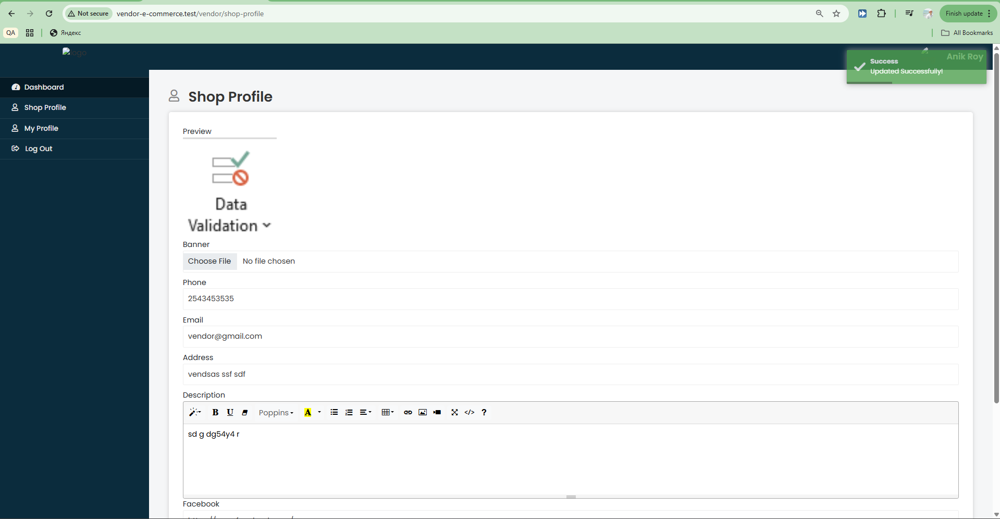 Not secure
vendor-e-commerce.test/vendor/shop-profile
Finish update
QA
Яндекс
All Bookmarks
logo
Anik Roy
Success
Updated Successfully!
Dashboard
Shop Profile
My Profile
Log Out
Shop Profile
Preview
Data
Validation
Banner
Choose File No file chosen
Phone
2543453535
Email
vendor@gmail.com
Address
vendsas ssf sdf
Description
B U Poppins A </> ?
sd g dg54y4 r
Facebook